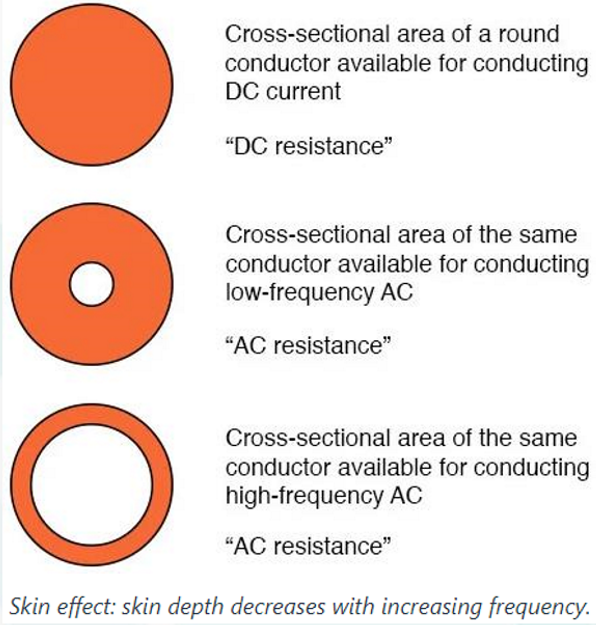 Cross-sectional area of a round
conductor available for conducting
DC current
“DC resistance”
Cross-sectional area of the same
conductor available for conducting
low-frequency AC
“AC resistance”
Cross-sectional area of the same
conductor available for conducting
high-frequency AC
“AC resistance”
Skin effect: skin depth decreases with increasing frequency.